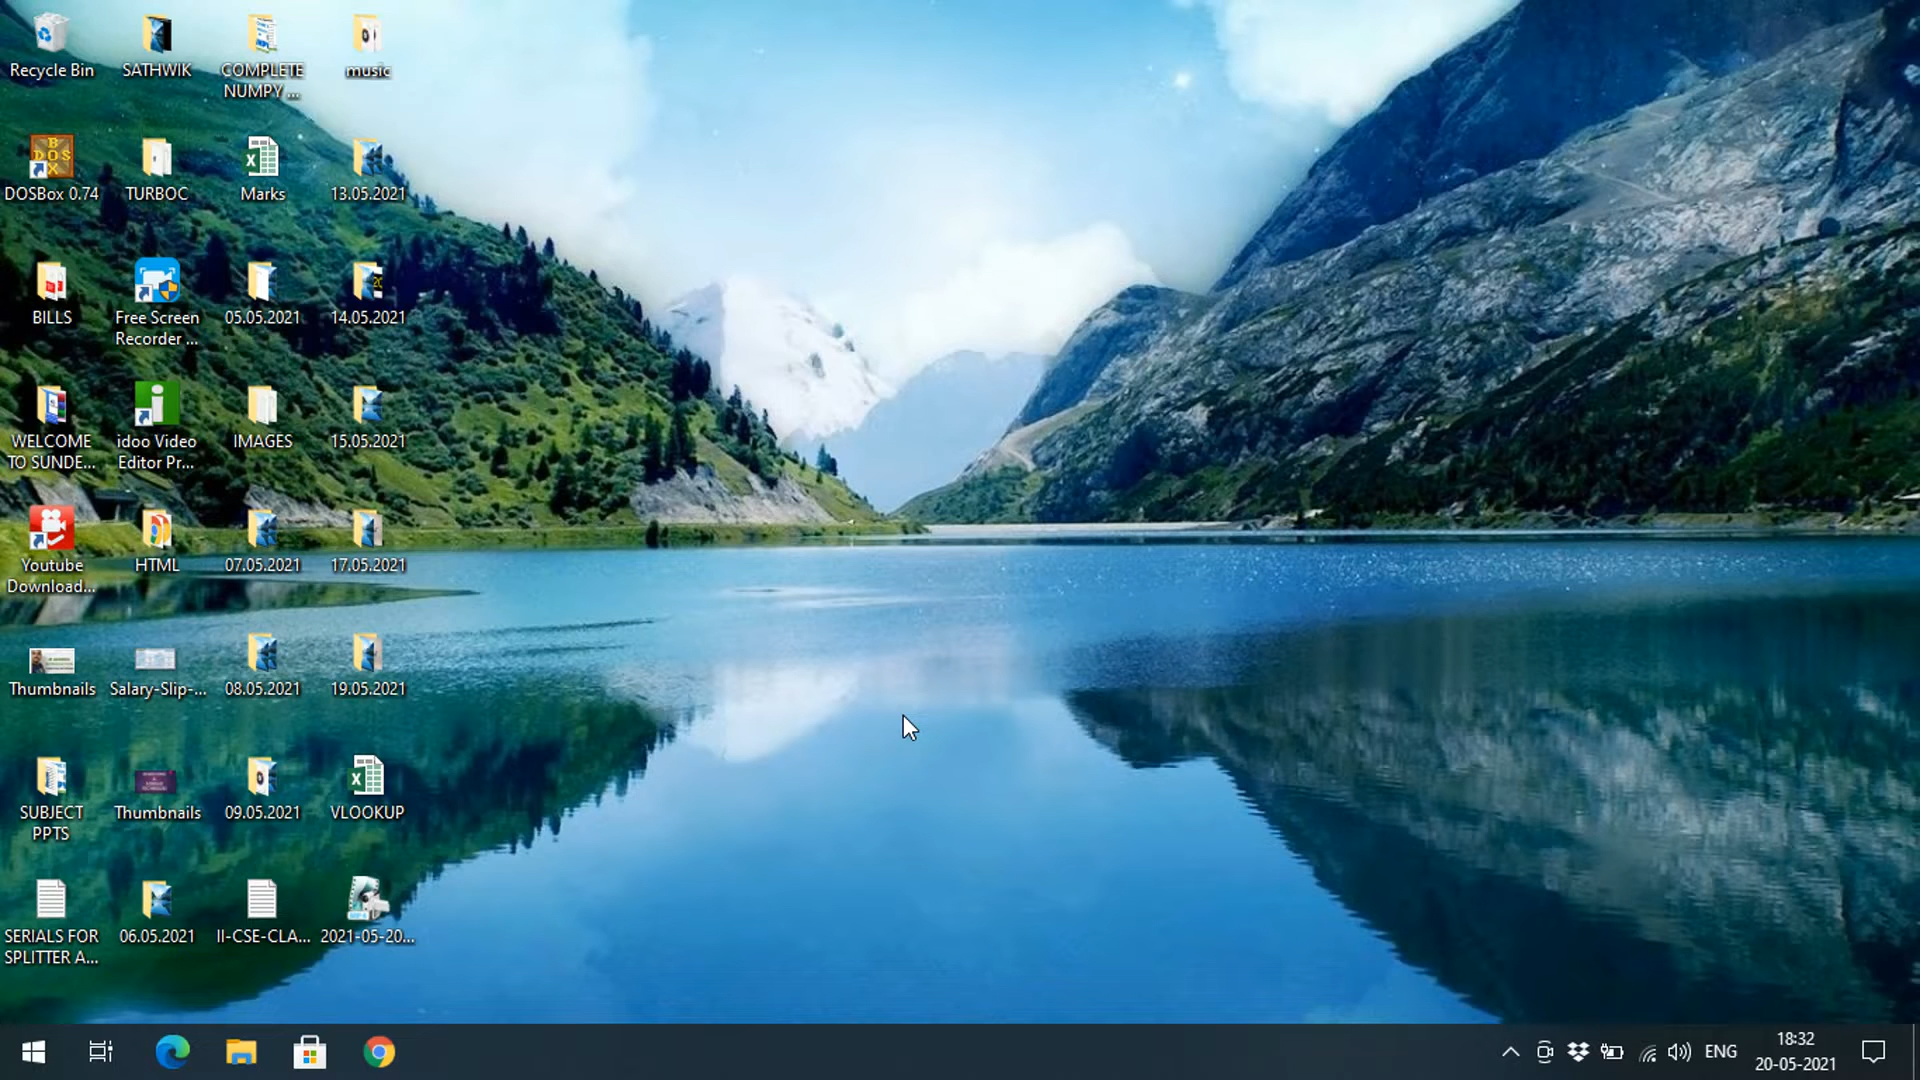 Recycle Bin
SATHWIK
COMPLETE
NUMPY ...
music
DOSBox 0.74
TURBOC
Marks
13.05.2021
BILLS
Free Screen
Recorder ...
05.05.2021
14.05.2021
WELCOME
TO SUNDE...
idoo Video
Editor Pr...
IMAGES
15.05.2021
Youtube
Download...
HTML
07.05.2021
17.05.2021
Thumbnails
Salary-Slip-...
08.05.2021
19.05.2021
SUBJECT
PPTS
Thumbnails
09.05.2021
VLOOKUP
SERIALS FOR
SPLITTER A...
06.05.2021
II-CSE-CLA...
2021-05-20...
ENG
18:32
20-05-2021